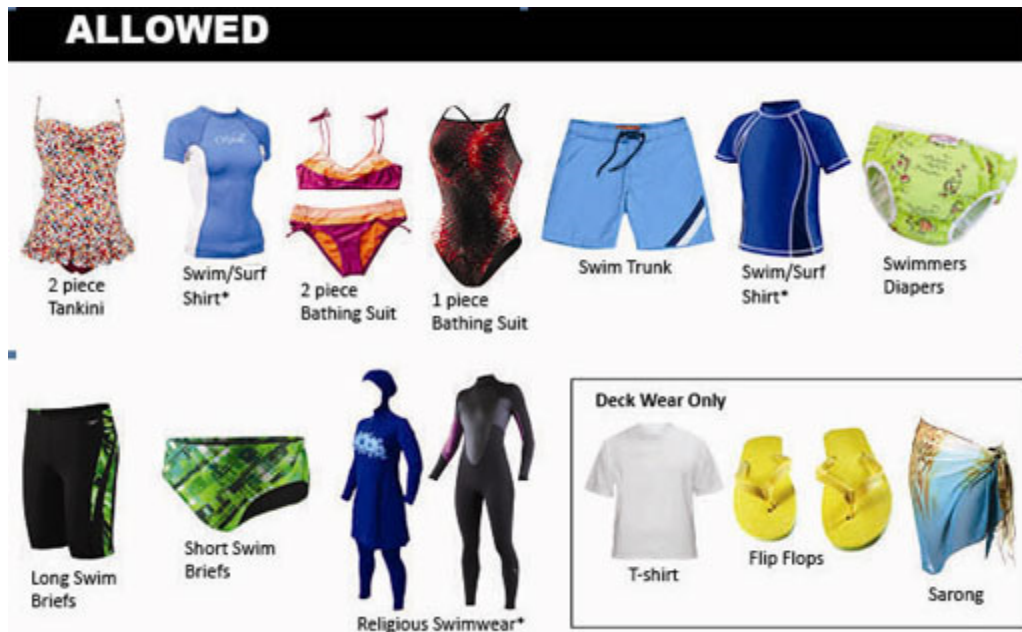 ALLOWED
2 piece
Tankini
Swim/Surf
Shirt*
2 piece
Bathing Suit
1 piece
Bathing Suit
Swim Trunk
Swim/Surf
Shirt*
Swimmers
Diapers
Long Swim
Briefs
Short Swim
Briefs
Religious Swimwear*
Deck Wear Only
T-shirt
Flip Flops
Sarong